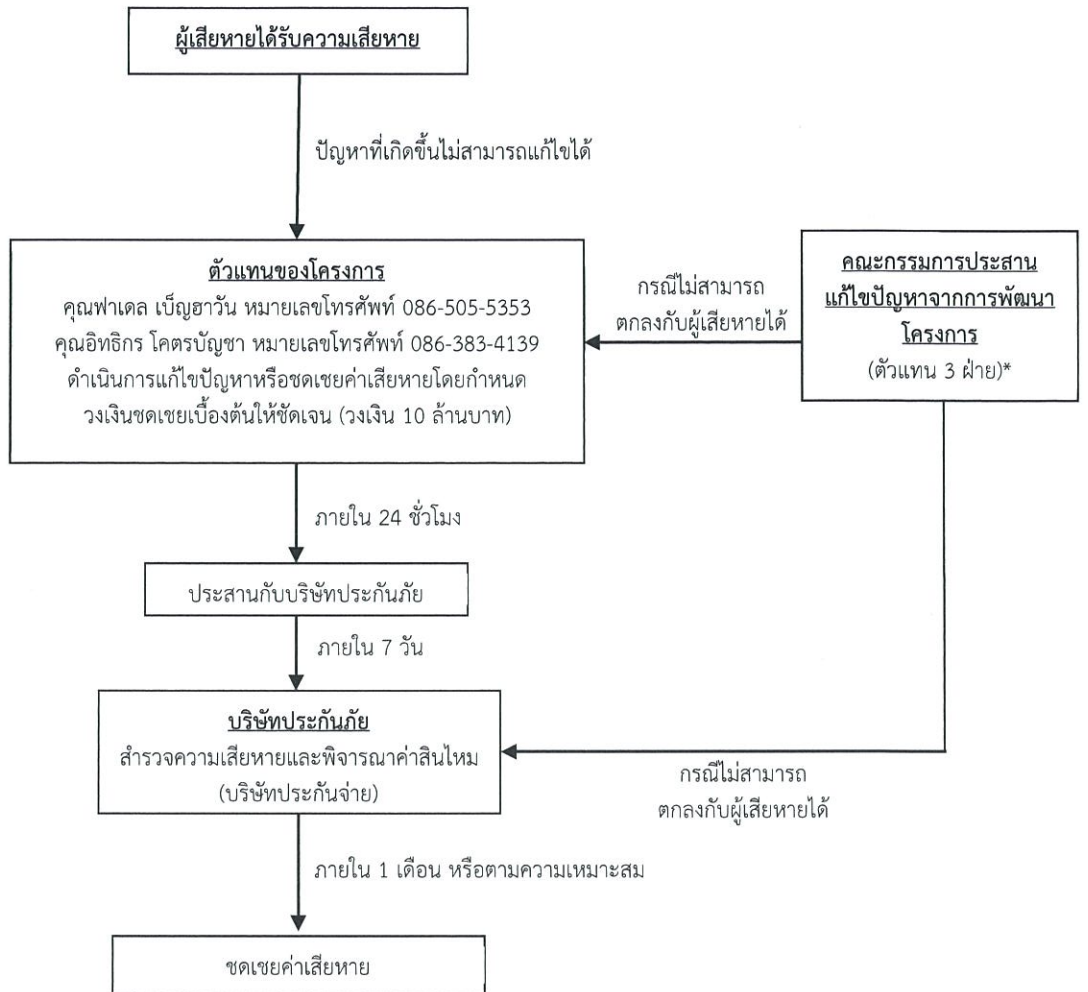 ผู้เสียหายได้รับความเสียหาย
ปัญหาที่เกิดขึ้นไม่สามารถแก้ไขได้
ตัวแทนของโครงการ
คุณฟาเดล เบ็ญฮาวัน หมายเลขโทรศัพท์ 086-505-5353
คุณอิทธิกร โคตรบัญชา หมายเลขโทรศัพท์ 086-383-4139
ดำเนินการแก้ไขปัญหาหรือชดเชยค่าเสียหายโดยกำหนด
วงเงินชดเชยเบื้องต้นให้ชัดเจน (วงเงิน 10 ล้านบาท)
กรณีไม่สามารถ
ตกลงกับผู้เสียหายได้
คณะกรรมการประสาน
แก้ไขปัญหาจากการพัฒนา
โครงการ
(ตัวแทน 3 ฝ่าย)*
ภายใน 24 ชั่วโมง
ประสานกับบริษัทประกันภัย
ภายใน 7 วัน
บริษัทประกันภัย
สำรวจความเสียหายและพิจารณาค่าสินไหม
(บริษัทประกันจ่าย)
กรณีไม่สามารถ
ตกลงกับผู้เสียหายได้
ภายใน 1 เดือน หรือตามความเหมาะสม
ชดเชยค่าเสียหาย